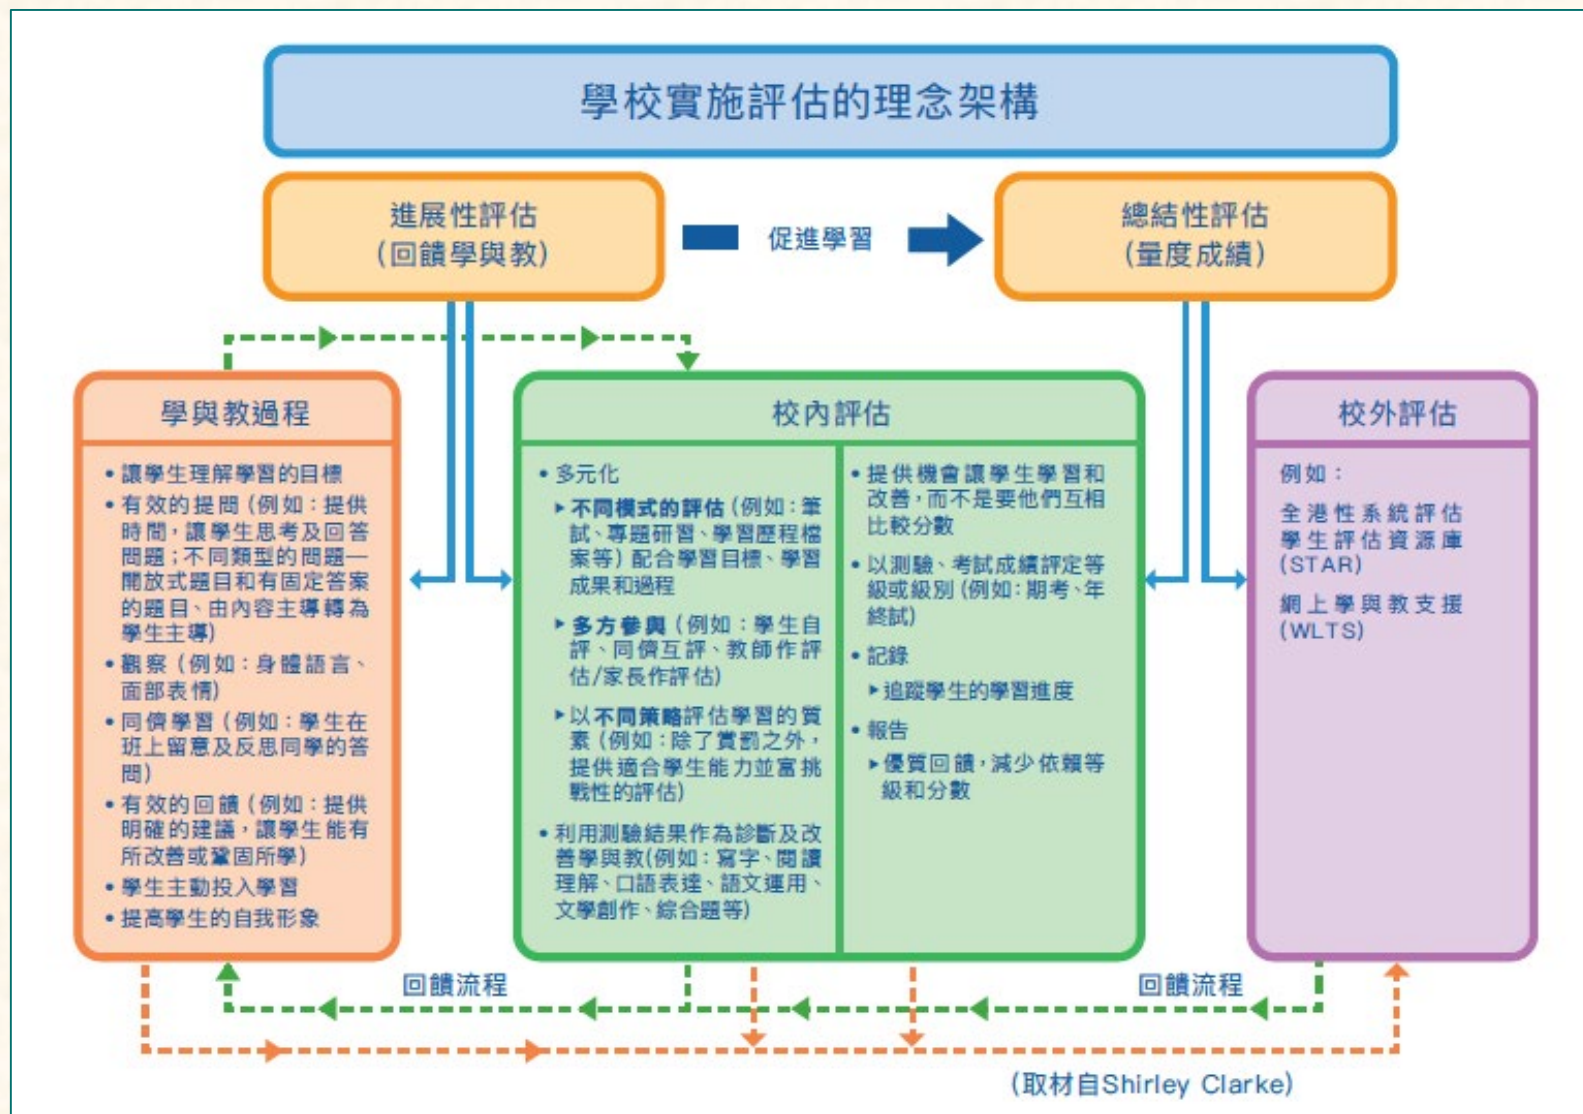 學校實施評估的理念架構
進展性評估
(回饋學與教)
促進學習
總結性評估
(量度成績)
學與教過程
• 讓學生理解學習的目標
• 有效的提問 (例如：提供
時間，讓學生思考及回答
問題；不同類型的問題—
開放式題目和有固定答案
的題目、由內容主導轉為
學生主導)
• 觀察 (例如：身體語言、
面部表情)
• 同儕學習 (例如：學生在
班上留意及反思同學的答
問)
• 有效的回饋 (例如：提供
明確的建議，讓學生能有
所改善或鞏固所學)
• 學生主動投入學習
• 提高學生的自我形象
校內評估
• 多元化
▸ 不同模式的評估 (例如：筆
試、專題研習、學習歷程檔
案等) 配合學習目標、學習
成果和過程
▸ 多方參與 (例如：學生自
評、同儕互評、教師作評
估/家長作評估)
▸ 以不同策略評估學習的質
素 (例如：除了賞罰之外，
提供適合學生能力並富挑
戰性的評估)
• 利用測驗結果作為診斷及改
善學與教(例如：寫字、閱讀
理解、口語表達、語文運用、
文學創作、綜合題等)
• 提供機會讓學生學習和
改善，而不是要他們互相
比較分數
• 以測驗、考試成績評定等
級或級別 (例如：期考、年
終試)
• 記錄
▸ 追蹤學生的學習進度
• 報告
▸ 優質回饋，減少依賴等
級和分數
校外評估
例如：
全港性系統評估
學生評估資源庫
(STAR)
網上學與教支援
(WLTS)
回饋流程
回饋流程
(取材自Shirley Clarke)